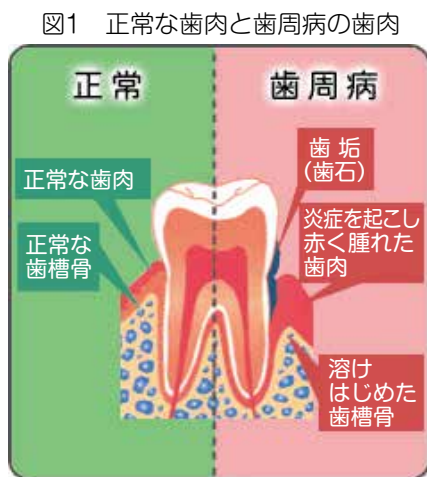 図1　正常な歯肉と歯周病の歯肉
正常
歯周病
正常な歯肉
正常な
歯槽骨
歯垢
(歯石)
炎症を起こし
赤く腫れた
歯肉
溶け
はじめた
歯槽骨